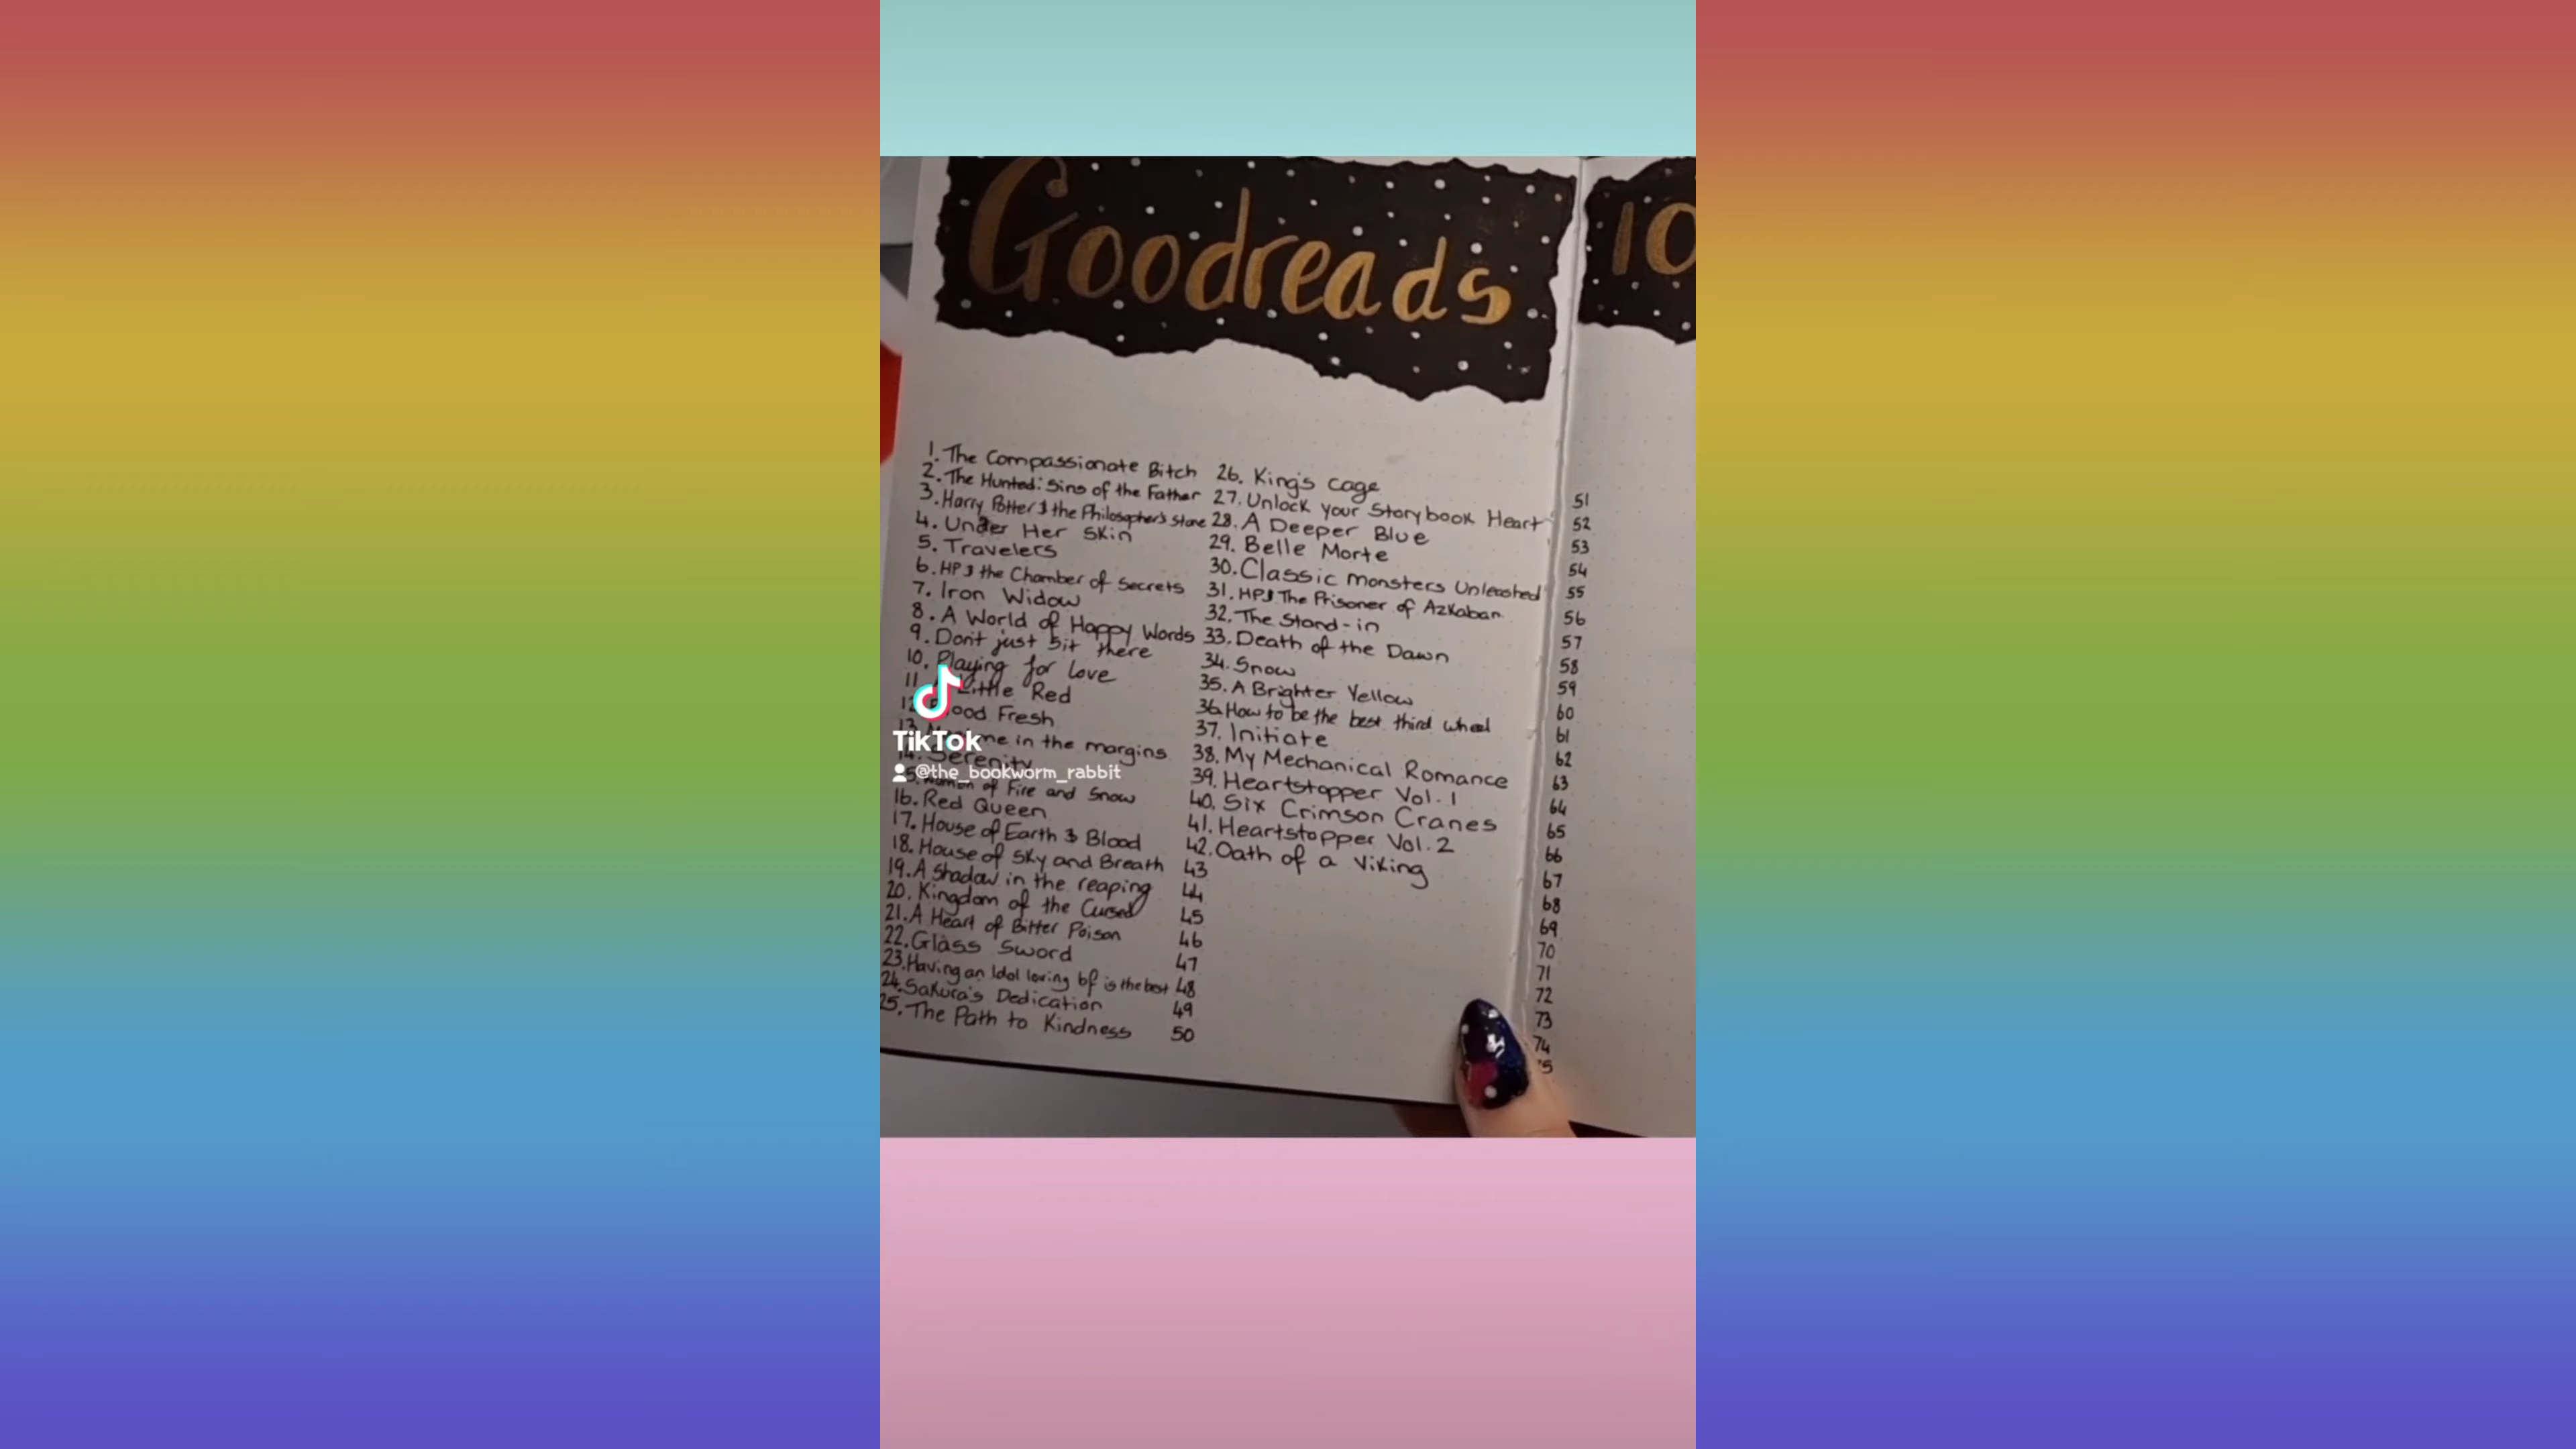 Goodreads
10
1. The Compassionate Bitch
2. The Hunted: Sins of the Father
3. Harry Potter & the Philosopher's Stone
4. Under Her Skin
5. Travelers
6. HP & the Chamber of Secrets
7. Iron Widow
8. A World of Happy Words
9. Don't just sit there
10. Playing for love
11. Little Red
12. Blood Fresh
13. me in the margins
14. Serenity
15. of Fire and Snow
16. Red Queen
17. House of Earth & Blood
18. House of Sky and Breath
19. A Shadow in the reaping
20. Kingdom of the Cursed
21. A Heart of Bitter Poison
22. Glass Sword
23. Having an Idol loving bf is the best
24. Sakura's Dedication
25. The Path to Kindness
26. King's Cage
27. Unlock your Storybook Heart
28. A Deeper Blue
29. Belle Morte
30. Classic monsters Unleashed
31. HP & The Prisoner of Azkaban
32. The Stand-in
33. Death of the Dawn
34. Snow
35. A Brighter Yellow
36. How to be the best third wheel
37. Initiate
38. My Mechanical Romance
39. Heartstopper Vol. 1
40. Six Crimson Cranes
41. Heartstopper Vol. 2
42. Oath of a Viking
43
44
45
46
47
48
49
50
51
52
53
54
55
56
57
58
59
60
61
62
63
64
65
66
67
68
69
70
71
72
73
74
75
TikTok
@the_bookworm_rabbit